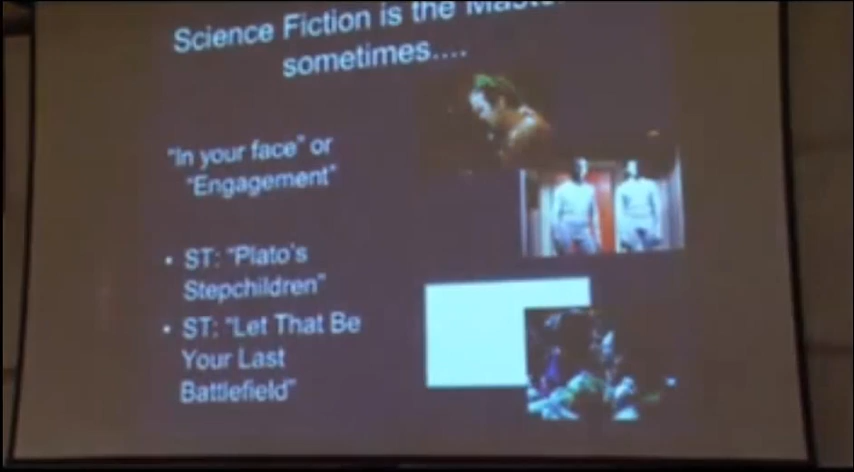 Science Fiction is the
sometimes....
"In your face" or
"Engagement"
• ST: "Plato's
Stepchildren"
• ST: "Let That Be
Your Last
Battlefield"